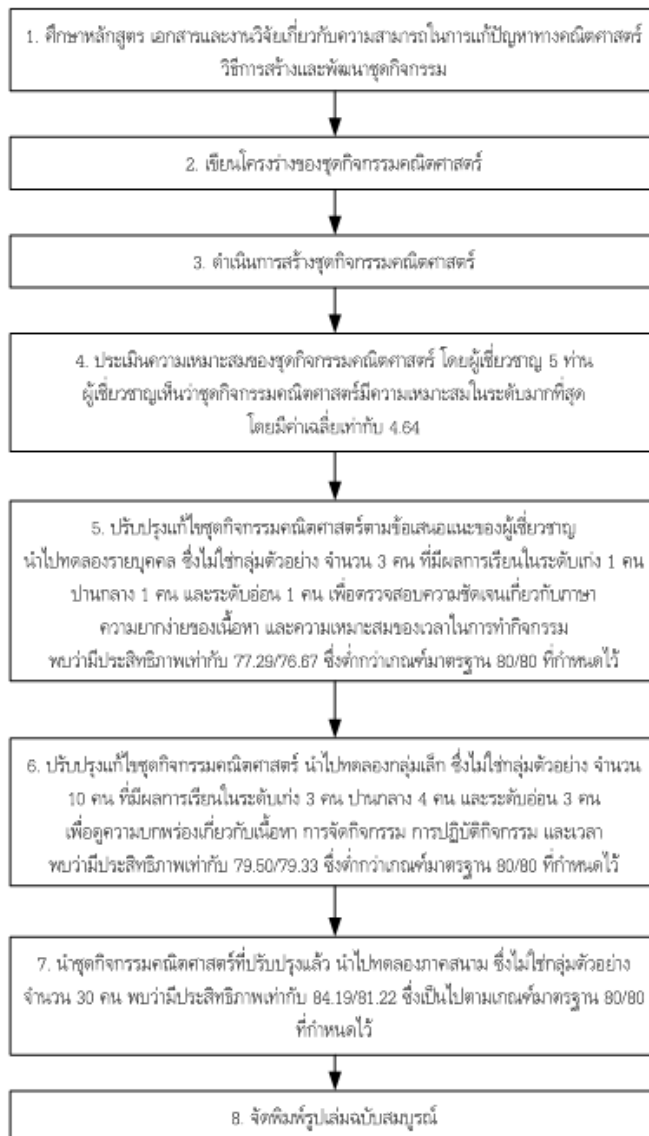 1. ศึกษาหลักสูตร เอกสารและงานวิจัยเกี่ยวกับความสามารถในการแก้ปัญหาทางคณิตศาสตร์
วิธีการสร้างและพัฒนาชุดกิจกรรม
2. เขียนโครงร่างของชุดกิจกรรมคณิตศาสตร์
3. ดำเนินการสร้างชุดกิจกรรมคณิตศาสตร์
4. ประเมินความเหมาะสมของชุดกิจกรรมคณิตศาสตร์ โดยผู้เชี่ยวชาญ 5 ท่าน
ผู้เชี่ยวชาญเห็นว่าชุดกิจกรรมคณิตศาสตร์มีความเหมาะสมในระดับมากที่สุด
โดยมีค่าเฉลี่ยเท่ากับ 4.64
5. ปรับปรุงแก้ไขชุดกิจกรรมคณิตศาสตร์ตามข้อเสนอแนะของผู้เชี่ยวชาญ
นำไปทดลองรายบุคคล ซึ่งไม่ใช่กลุ่มตัวอย่าง จำนวน 3 คน ที่มีผลการเรียนในระดับเก่ง 1 คน
ปานกลาง 1 คน และระดับอ่อน 1 คน เพื่อตรวจสอบความชัดเจนเกี่ยวกับภาษา
ความยากง่ายของเนื้อหา และความเหมาะสมของเวลาในการทำกิจกรรม
พบว่ามีประสิทธิภาพเท่ากับ 77.29/76.67 ซึ่งต่ำกว่าเกณฑ์มาตรฐาน 80/80 ที่กำหนดไว้
6. ปรับปรุงแก้ไขชุดกิจกรรมคณิตศาสตร์ นำไปทดลองกลุ่มเล็ก ซึ่งไม่ใช่กลุ่มตัวอย่าง จำนวน
10 คน ที่มีผลการเรียนในระดับเก่ง 3 คน ปานกลาง 4 คน และระดับอ่อน 3 คน
เพื่อดูความบกพร่องเกี่ยวกับเนื้อหา การจัดกิจกรรม การปฏิบัติกิจกรรม และเวลา
พบว่ามีประสิทธิภาพเท่ากับ 79.50/79.33 ซึ่งต่ำกว่าเกณฑ์มาตรฐาน 80/80 ที่กำหนดไว้
7. นำชุดกิจกรรมคณิตศาสตร์ที่ปรับปรุงแล้ว นำไปทดลองภาคสนาม ซึ่งไม่ใช่กลุ่มตัวอย่าง
จำนวน 30 คน พบว่ามีประสิทธิภาพเท่ากับ 84.19/81.22 ซึ่งเป็นไปตามเกณฑ์มาตรฐาน 80/80
ที่กำหนดไว้
8. จัดพิมพ์รูปเล่มฉบับสมบูรณ์